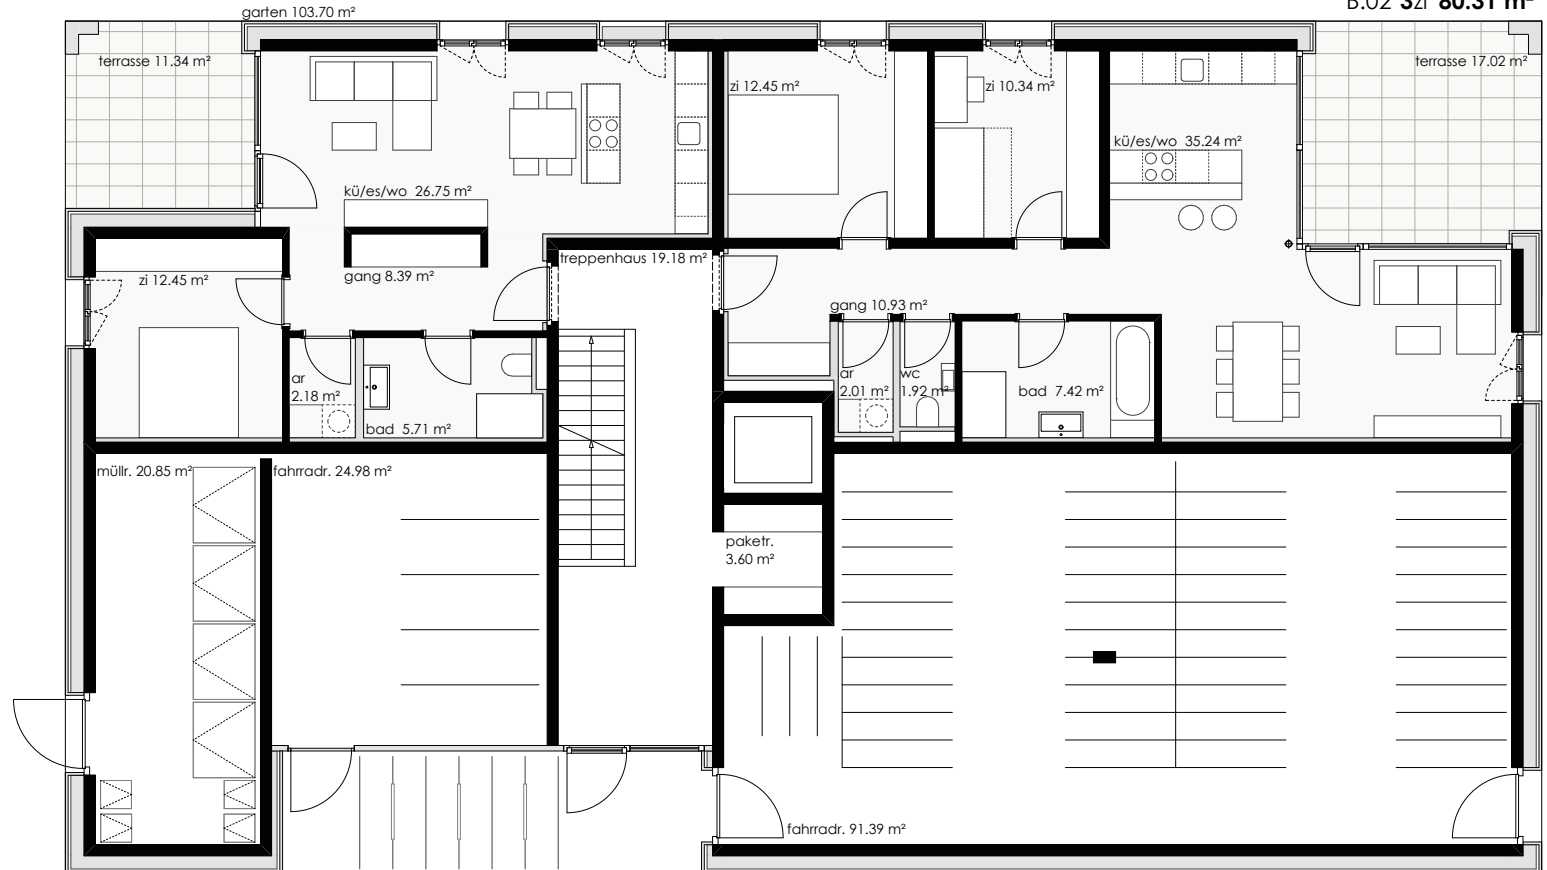 B.02 3zi 80.31 m²
garten 103.70 m²
terrasse 11.34 m²
terrasse 17.02 m²
zi 12.45 m²
zi 10.34 m²
kü/es/wo 35.24 m²
kü/es/wo 26.75 m²
treppenhaus 19.18 m²
gang 8.39 m²
zi 12.45 m²
gang 10.93 m²
ar
2.18 m²
bad 5.71 m²
ar
2.01 m²
wc
1.92 m²
bad 7.42 m²
müllr. 20.85 m²
fahrradr. 24.98 m²
paketr.
3.60 m²
fahrradr. 91.39 m²